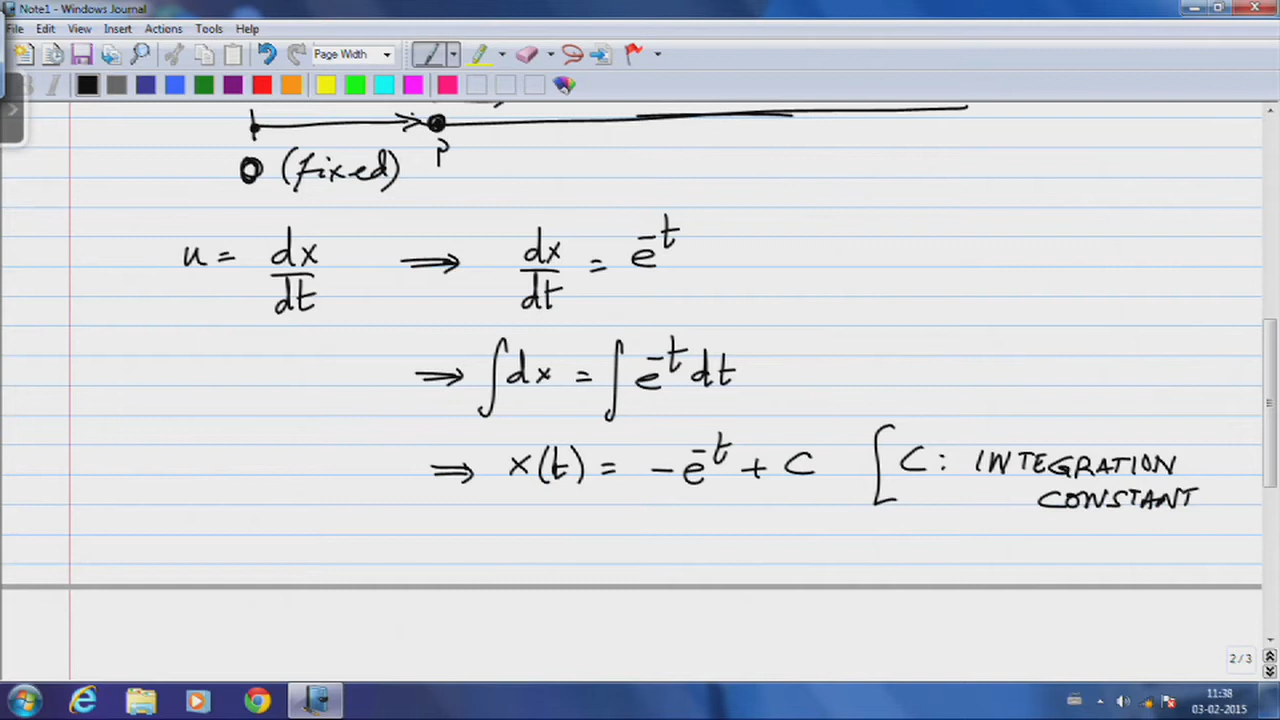 Note1 - Windows Journal
File Edit View Insert Actions Tools Help
Page Width
O (fixed) P
u = dx/dt ⟹ dx/dt = e^-t
⟹ ∫dx = ∫e^-t dt
⟹ x(t) = -e^-t + C [C: INTEGRATION
CONSTANT
2/3
11:38
03-02-2015